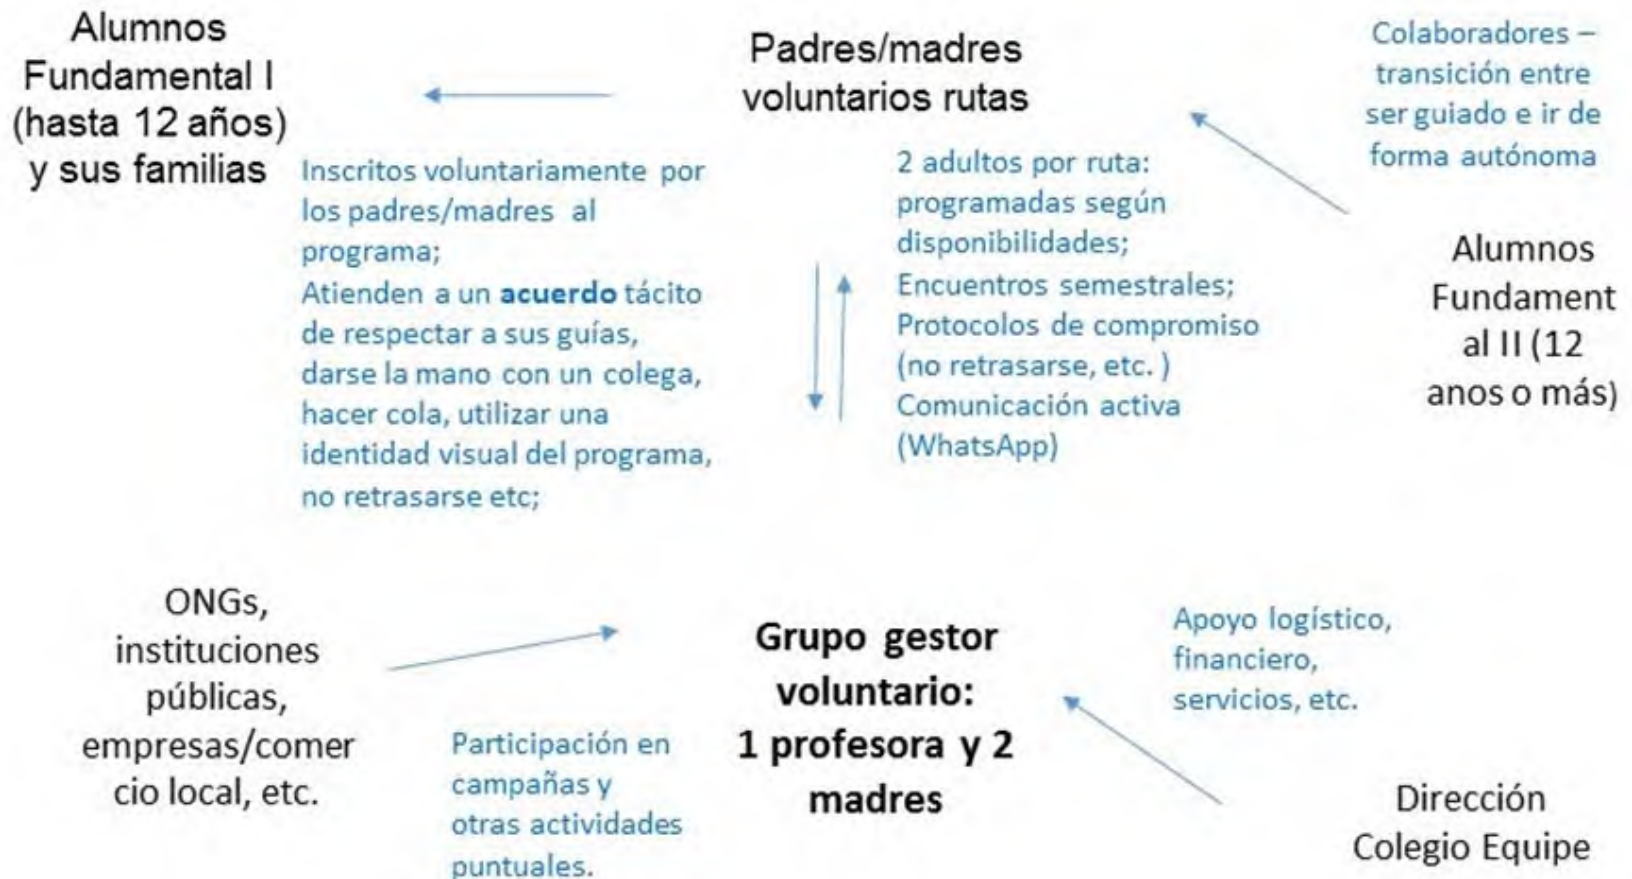 Alumnos
Fundamental I
(hasta 12 años)
y sus familias
Inscritos voluntariamente por
los padres/madres al
programa;
Atienden a un acuerdo tácito
de respectar a sus guías,
darse la mano con un colega,
hacer cola, utilizar una
identidad visual del programa,
no retrasarse etc;
Padres/madres
voluntarios rutas
2 adultos por ruta:
programadas según
disponibilidades;
Encuentros semestrales;
Protocolos de compromiso
(no retrasarse, etc. )
Comunicación activa
(WhatsApp)
Colaboradores –
transición entre
ser guiado e ir de
forma autónoma
Alumnos
Fundament
al II (12
anos o más)
ONGs,
instituciones
públicas,
empresas/comer
cio local, etc.
Participación en
campañas y
otras actividades
puntuales.
Grupo gestor
voluntario:
1 profesora y 2
madres
Apoyo logístico,
financiero,
servicios, etc.
Dirección
Colegio Equipe